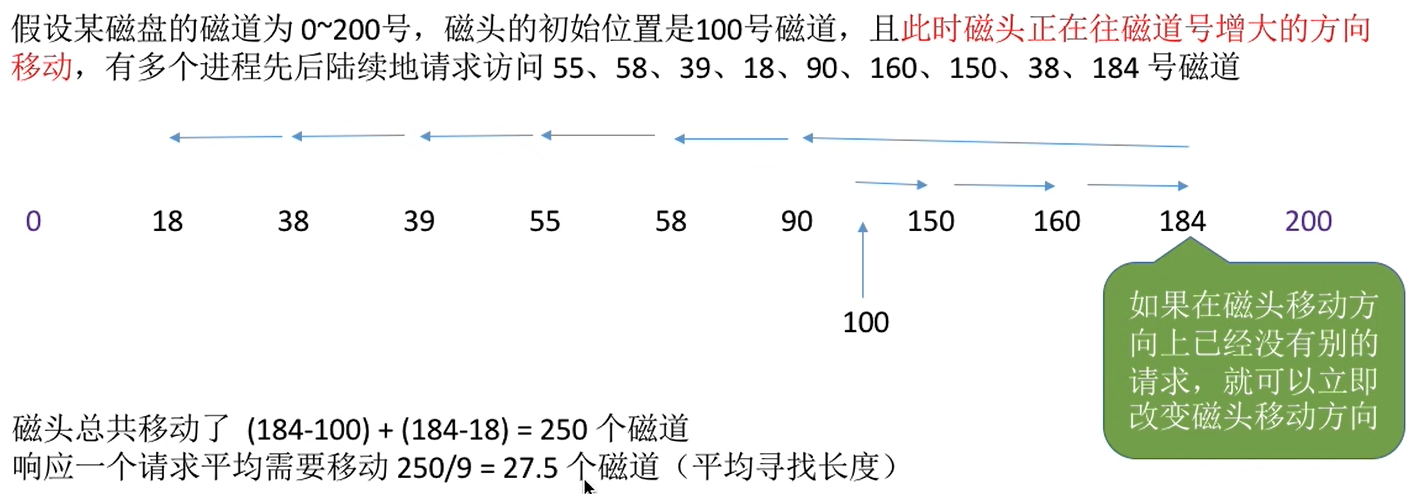 假设某磁盘的磁道为 0~200号，磁头的初始位置是100号磁道，且此时磁头正在往磁道号增大的方向
移动，有多个进程先后陆续地请求访问 55、58、39、18、90、160、150、38、184 号磁道
0 18 38 39 55 58 90 150 160 184 200
100
如果在磁头移动方
向上已经没有别的
请求，就可以立即
改变磁头移动方向
磁头总共移动了 (184-100) + (184-18) = 250 个磁道
响应一个请求平均需要移动 250/9 = 27.5 个磁道（平均寻找长度）